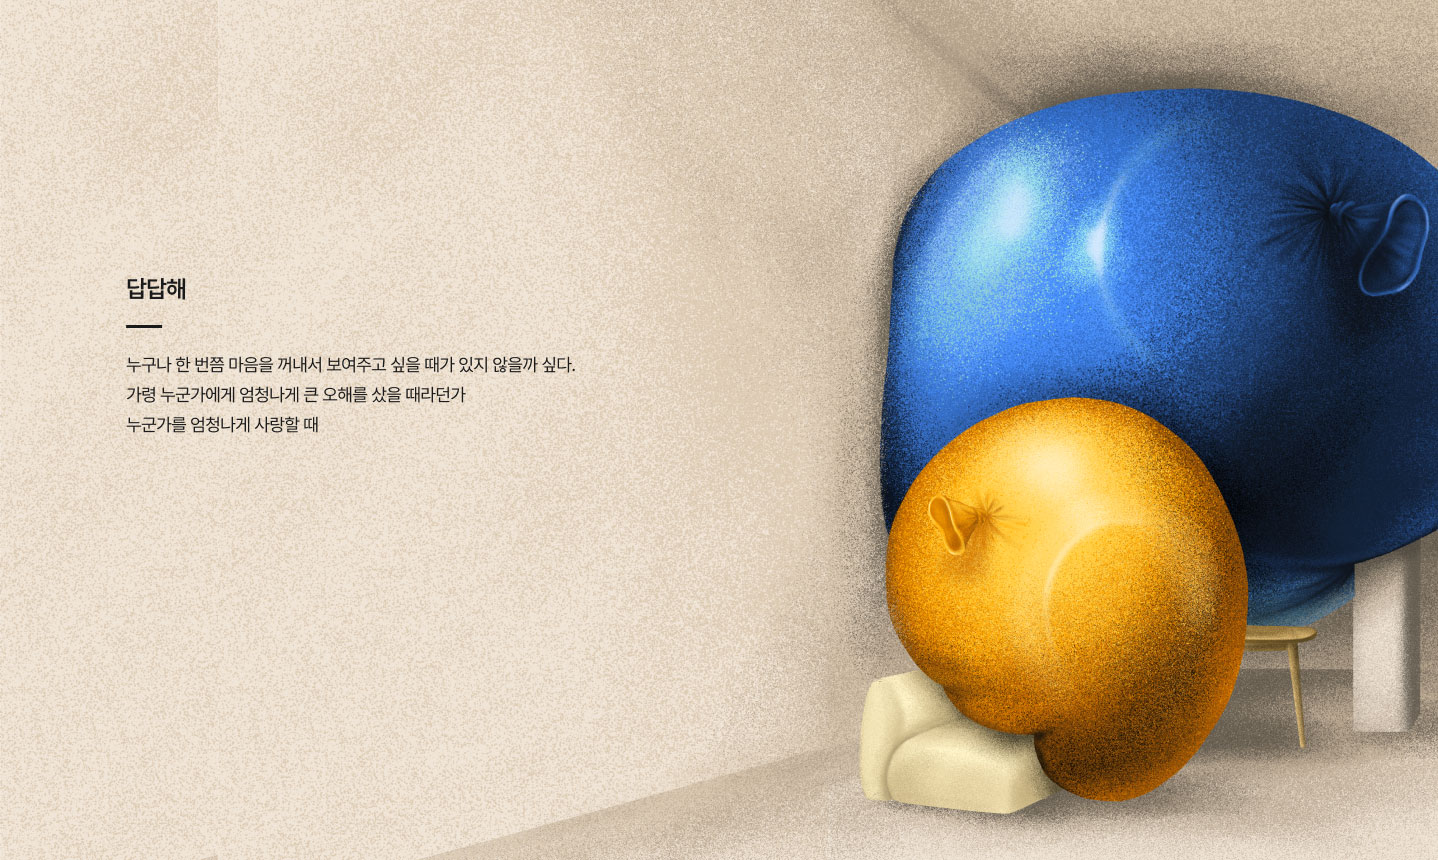 답답해
누구나 한 번쯤 마음을 꺼내서 보여주고 싶을 때가 있지 않을까 싶다.
가령 누군가에게 엄청나게 큰 오해를 샀을 때라던가
누군가를 엄청나게 사랑할 때